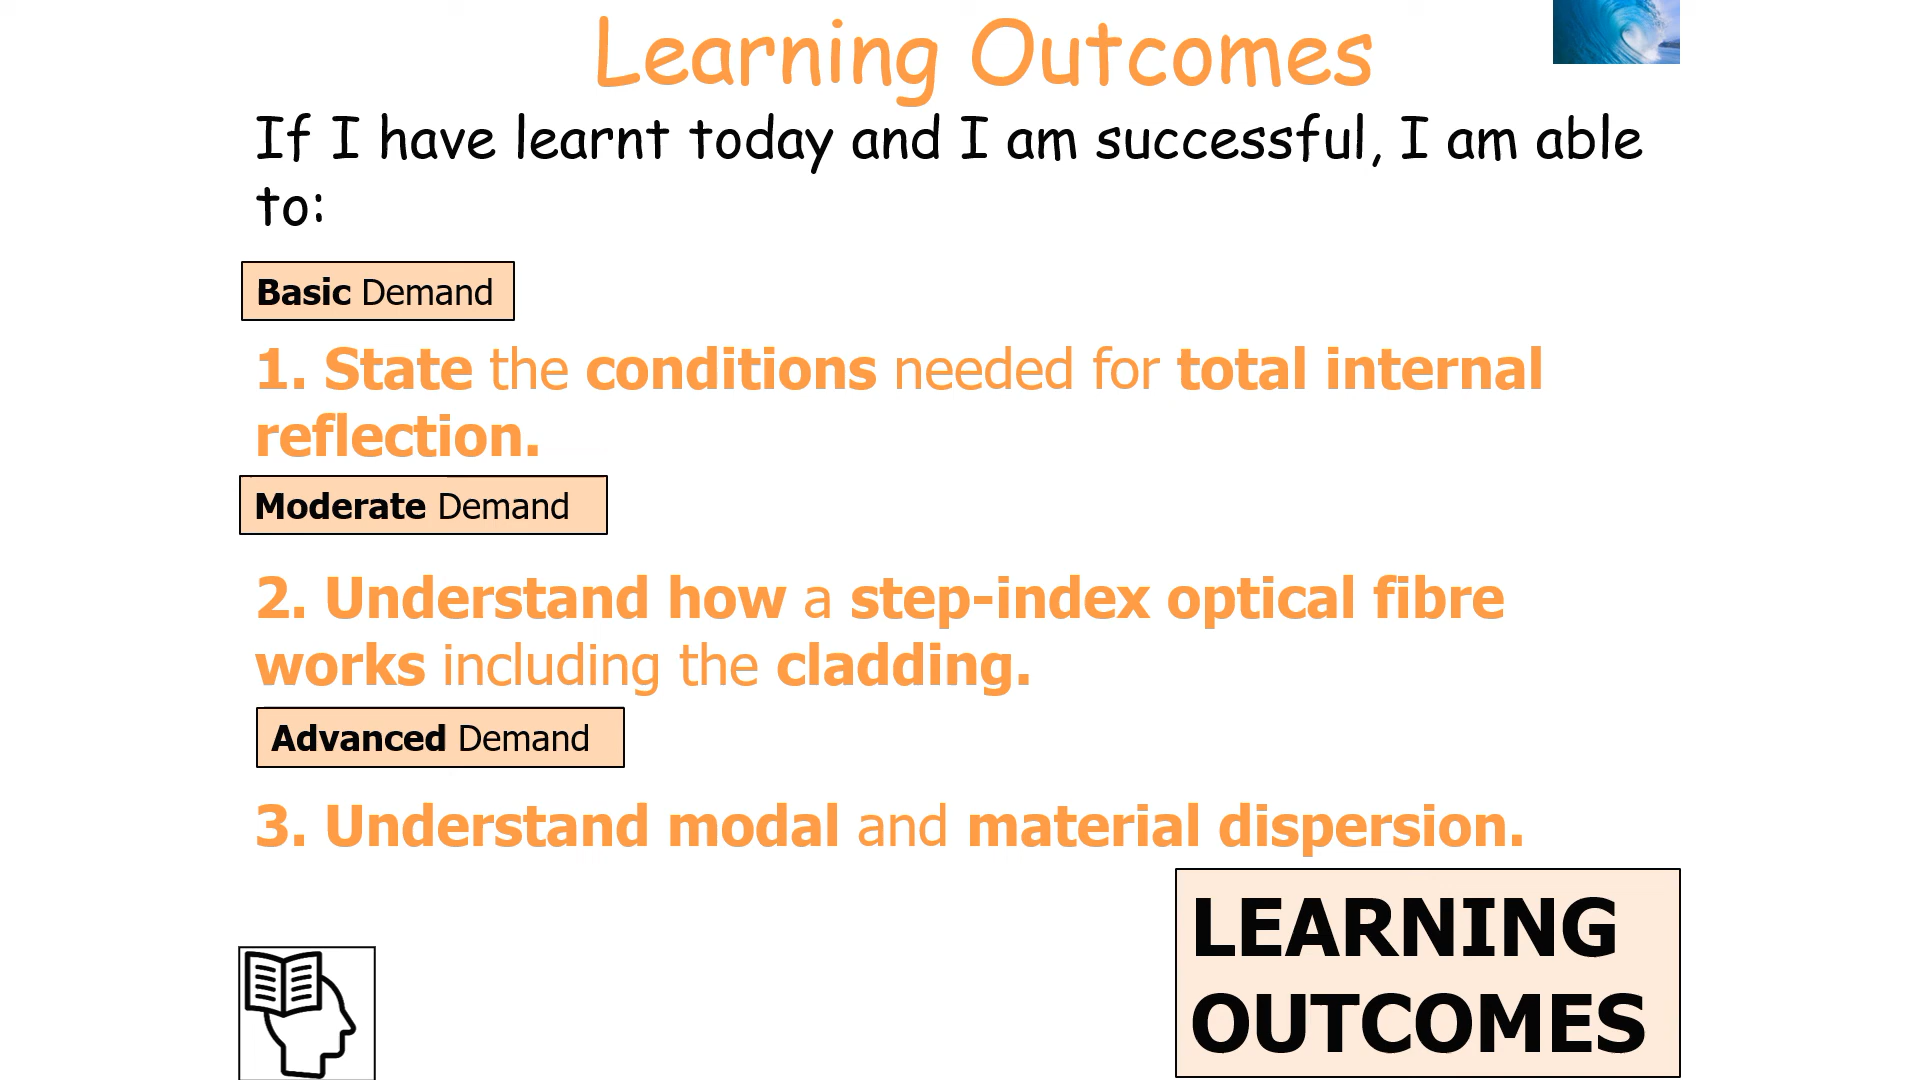 Learning Outcomes
If I have learnt today and I am successful, I am able
to:
Basic Demand
1. State the conditions needed for total internal
reflection.
Moderate Demand
2. Understand how a step-index optical fibre
works including the cladding.
Advanced Demand
3. Understand modal and material dispersion.
LEARNING
OUTCOMES